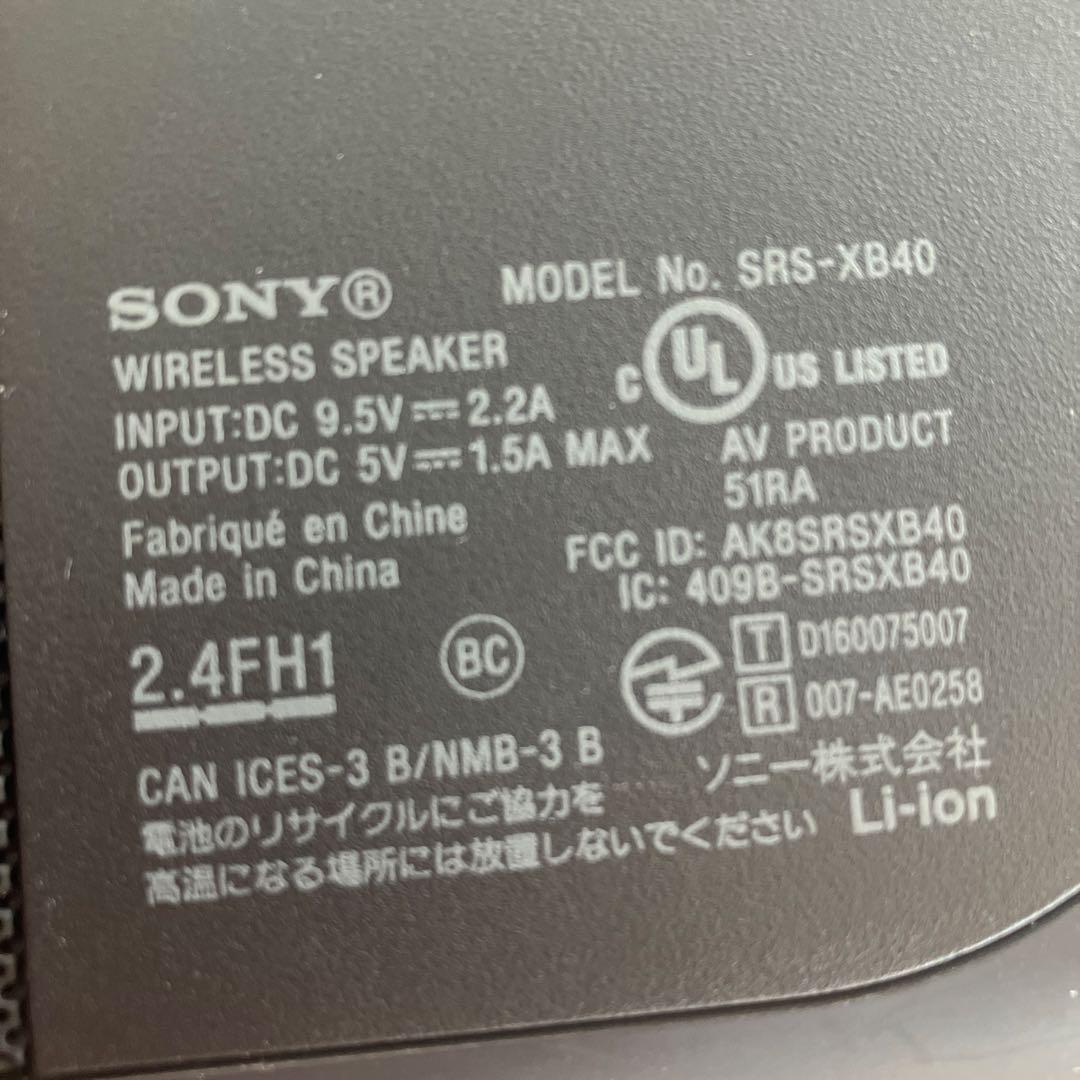 SONY®
MODEL No. SRS-XB40
WIRELESS SPEAKER
INPUT:DC 9.5V⎓2.2A
OUTPUT:DC 5V⎓1.5A MAX
Fabriqué en Chine
Made in China
C UL US LISTED
AV PRODUCT
51RA
FCC ID: AK8SRSXB40
IC: 409B-SRSXB40
2.4FH1
BC
T D160075007
R 007-AE0258
CAN ICES-3 B/NMB-3 B
ソニー株式会社
電池のリサイクルにご協力を
高温になる場所には放置しないでください
Li-ion